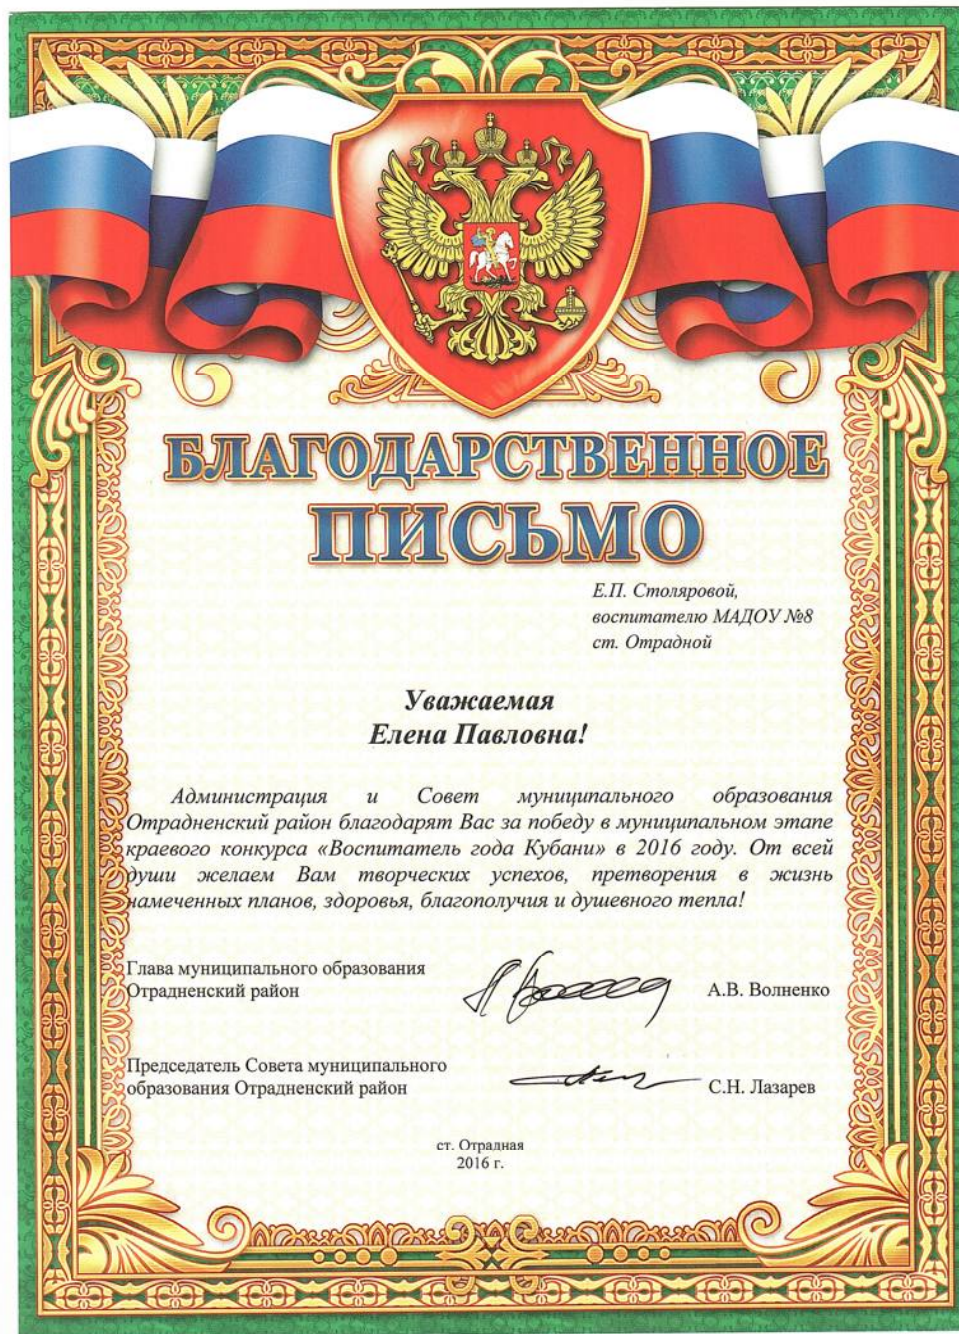 БЛАГОДАРСТВЕННОЕ
ПИСЬМО
Е.П. Столяровой,
воспитателю МАДОУ №8
ст. Отрадной
Уважаемая
Елена Павловна!
Администрация и Совет муниципального образования
Отрадненский район благодарят Вас за победу в муниципальном этапе
краевого конкурса «Воспитатель года Кубани» в 2016 году. От всей
души желаем Вам творческих успехов, претворения в жизнь
намеченных планов, здоровья, благополучия и душевного тепла!
Глава муниципального образования
Отрадненский район А.В. Волненко
Председатель Совета муниципального
образования Отрадненский район С.Н. Лазарев
ст. Отрадная
2016 г.